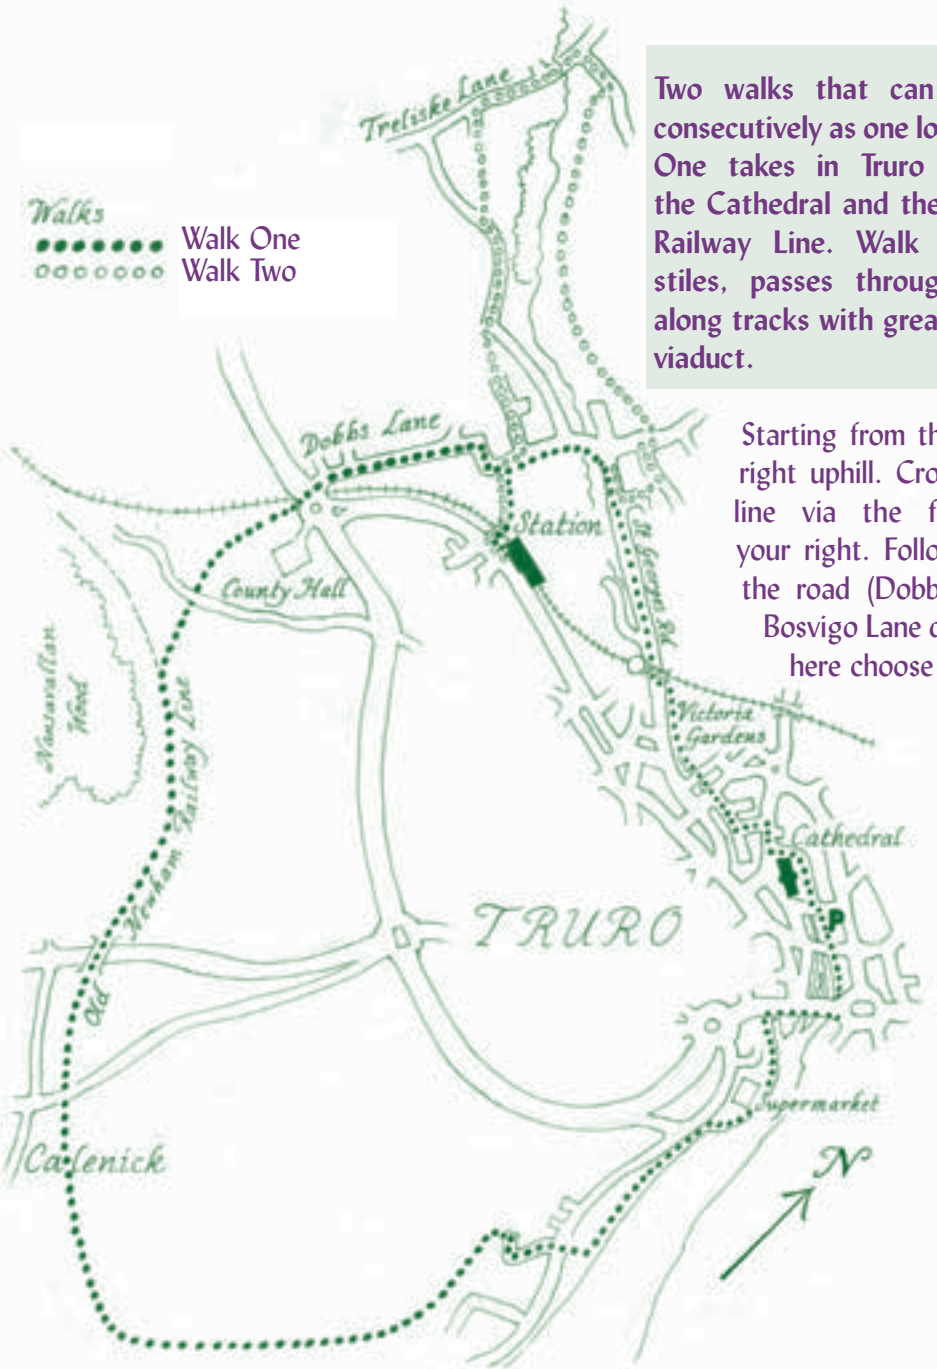 Treliske Lane
Two walks that can
consecutively as one lo
One takes in Truro
the Cathedral and the
Railway Line. Walk
stiles, passes throug
along tracks with grea
viaduct.
Walks
Walk One
Walk Two
Dobbs Lane
Starting from th
right uphill. Cro
line via the f
your right. Follo
the road (Dobb
Bosvigo Lane c
here choose
Station
St Georges Rd
County Hall
Nansavallan
Wood
Victoria
Gardens
Old Newham Railway Line
Cathedral
P
TRURO
Supermarket
Calenick
N